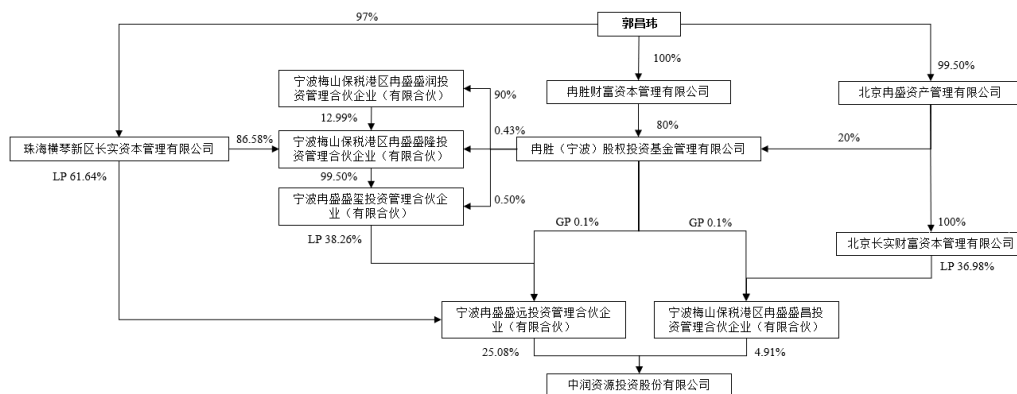 97%
郭昌玮
100%
99.50%
宁波梅山保税港区冉盛盛润投
资管理合伙企业（有限合伙）
90%
冉胜财富资本管理有限公司
北京冉盛资产管理有限公司
12.99%
珠海横琴新区长实资本管理有限公司
86.58%
宁波梅山保税港区冉盛盛隆投
资管理合伙企业（有限合伙）
0.43%
80%
冉胜（宁波）股权投资基金管理有限公司
20%
LP 61.64%
99.50%
宁波冉盛盛玺投资管理合伙企
业（有限合伙）
0.50%
LP 38.26%
GP 0.1%
GP 0.1%
100%
北京长实财富资本管理有限公司
LP 36.98%
宁波冉盛盛远投资管理合伙企
业（有限合伙）
宁波梅山保税港区冉盛盛昌投
资管理合伙企业（有限合伙）
25.08%
4.91%
中润资源投资股份有限公司